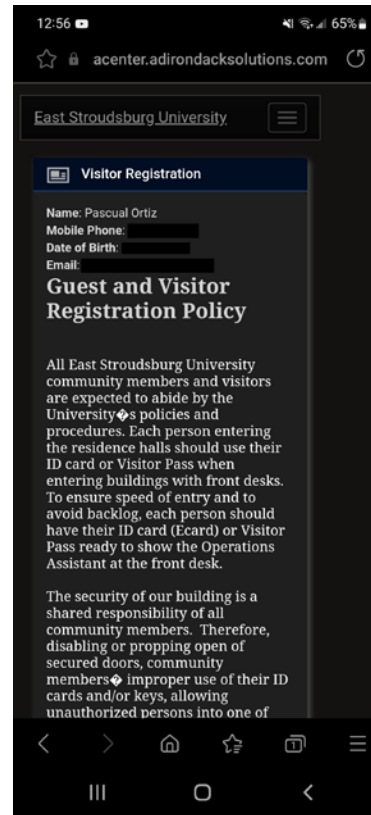 12:56 65%
acenter.adirondacksolutions.com
East Stroudsburg University
Visitor Registration
Name: Pascual Ortiz
Mobile Phone:
Date of Birth:
Email:
Guest and Visitor
Registration Policy
All East Stroudsburg University
community members and visitors
are expected to abide by the
University�s policies and
procedures. Each person entering
the residence halls should use their
ID card or Visitor Pass when
entering buildings with front desks.
To ensure speed of entry and to
avoid backlog, each person should
have their ID card (Ecard) or Visitor
Pass ready to show the Operations
Assistant at the front desk.
The security of our building is a
shared responsibility of all
community members. Therefore,
disabling or propping open of
secured doors, community
members� improper use of their ID
cards and/or keys, allowing
unauthorized persons into one of
1